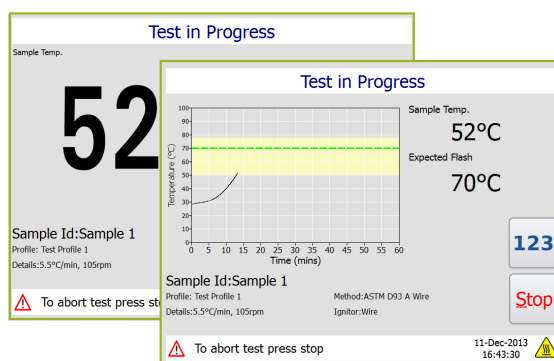 Test in Progress
Sample Temp.
52
Sample Id:Sample 1
Profile: Test Profile 1
Details:5.5°C/min, 105rpm
To abort test press sto
Test in Progress
100
90
80
70
60
50
40
30
20
10
0
Temperature (°C)
0 5 10 15 20 25 30 35 40 45 50 55 60
Time (mins)
Sample Temp.
52°C
Expected Flash
70°C
123
Stop
Sample Id:Sample 1
Profile: Test Profile 1 Method:ASTM D93 A Wire
Details:5.5°C/min, 105rpm Ignitor:Wire
To abort test press stop
11-Dec-2013
16:43:30